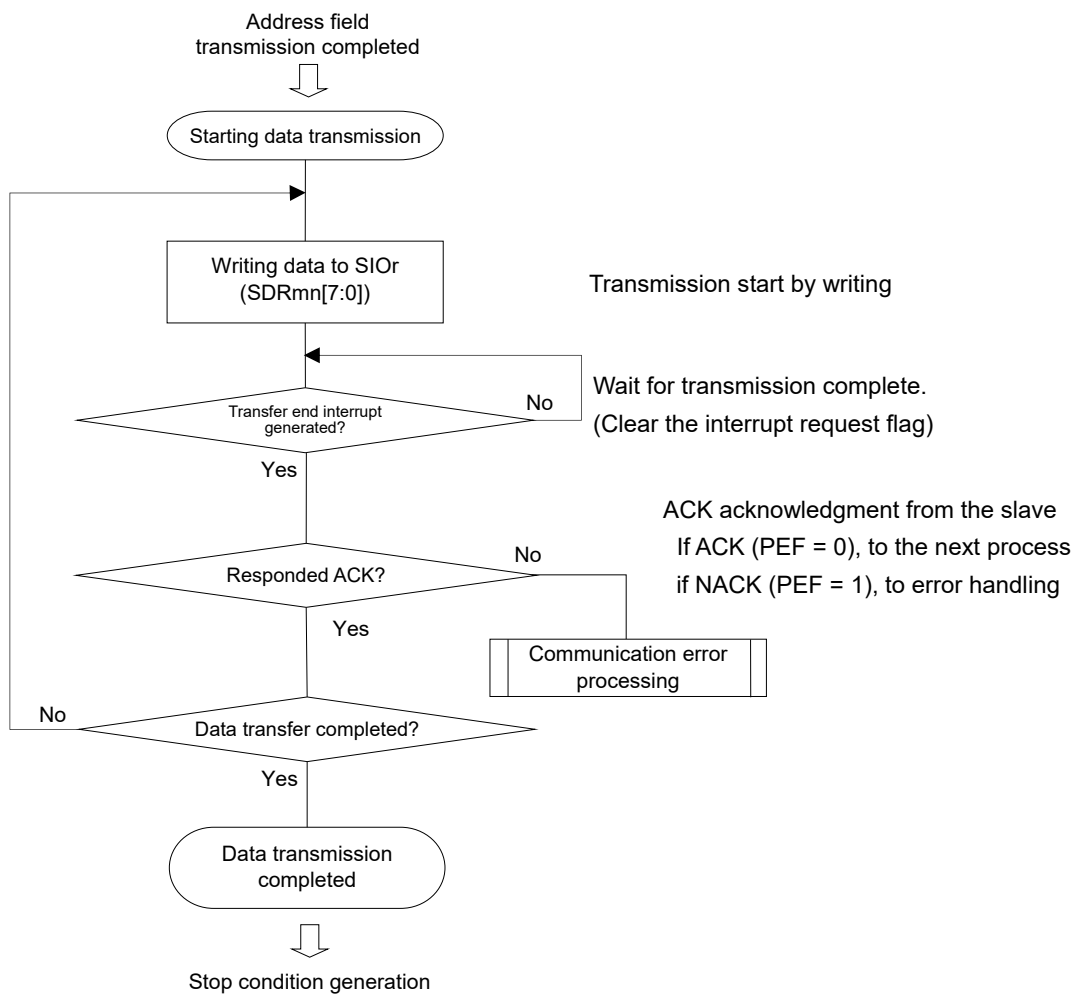 Address field
transmission completed
Starting data transmission
Writing data to SIOr
(SDRmn[7:0])
Transmission start by writing
Transfer end interrupt
generated?
No
Wait for transmission complete.
(Clear the interrupt request flag)
Yes
ACK acknowledgment from the slave
If ACK (PEF = 0), to the next process
if NACK (PEF = 1), to error handling
Responded ACK?
No
Yes
Communication error
processing
Data transfer completed?
No
Yes
Data transmission
completed
Stop condition generation